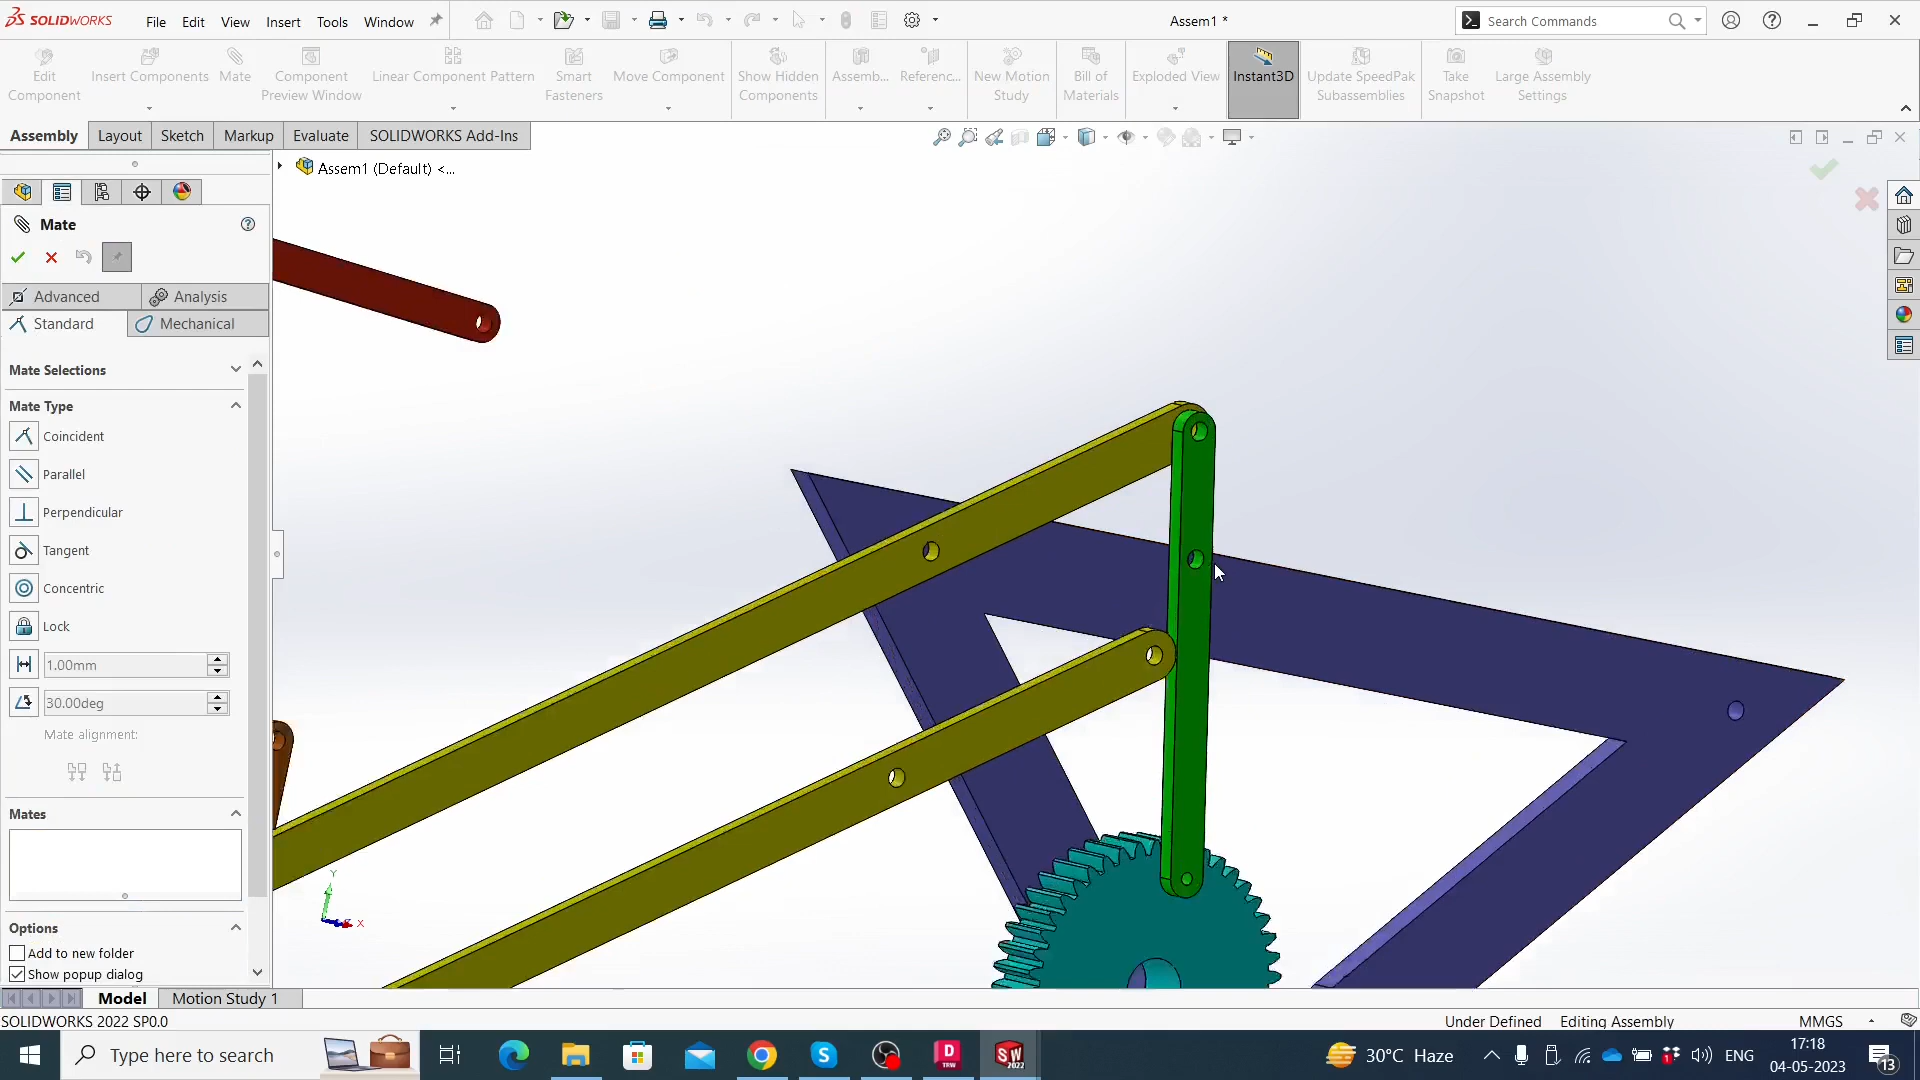 SOLIDWORKS File Edit View Insert Tools Window Assem1 * Search Commands
Edit Component Insert Components Mate Component Preview Window Linear Component Pattern Smart Fasteners Move Component Show Hidden Components Assemb... Referenc... New Motion Study Bill of Materials Exploded View Instant3D Update SpeedPak Subassemblies Take Snapshot Large Assembly Settings
Assembly Layout Sketch Markup Evaluate SOLIDWORKS Add-Ins
Assem1 (Default) <...
Mate
Advanced Analysis
Standard Mechanical
Mate Selections
Mate Type
Coincident
Parallel
Perpendicular
Tangent
Concentric
Lock
1.00mm
30.00deg
Mate alignment:
Mates
Y
X
Options
Add to new folder
Show popup dialog
Model Motion Study 1
SOLIDWORKS 2022 SP0.0 Under Defined Editing Assembly MMGS
Type here to search 30°C Haze ENG 17:18
04-05-2023 13